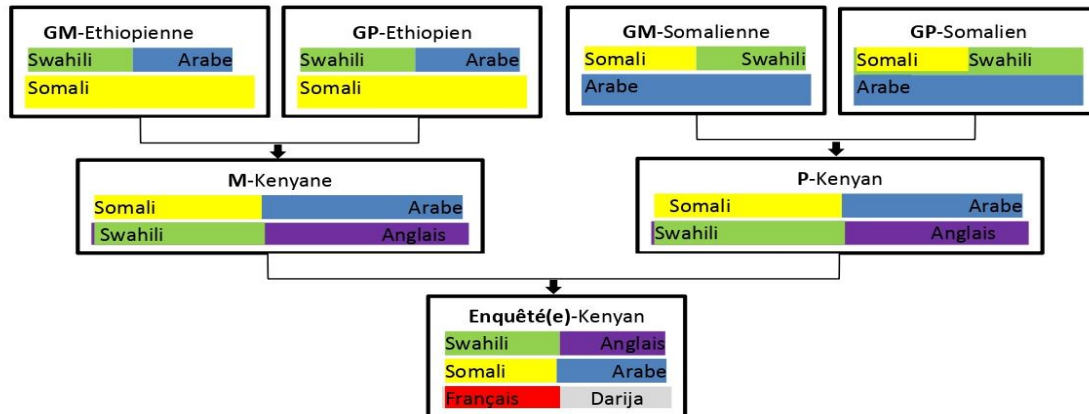 GM-Ethiopienne
Swahili Arabe
Somali
GP-Ethiopien
Swahili Arabe
Somali
GM-Somalienne
Somali Swahili
Arabe
GP-Somalien
Somali Swahili
Arabe
M-Kenyane
Somali Arabe
Swahili Anglais
P-Kenyan
Somali Arabe
Swahili Anglais
Enquêté(e)-Kenyan
Swahili Anglais
Somali Arabe
Français Darija